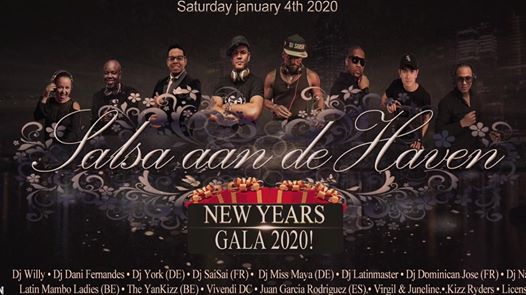 Saturday january 4th 2020
Salsa aan de Haven
NEW YEARS
GALA 2020!
Dj Willy • Dj Dani Fernandes • Dj York (DE) • Dj SaiSai (FR) • Dj Miss Maya (DE) • Dj Latinmaster • Dj Dominican Jose (FR) • Dj Na
Latin Mambo Ladies (BE) • The YanKizz (BE) • Vivendi DC • Juan Garcia Rodriguez (ES).• Virgil & Juneline.•.Kizz Ryders • Licens